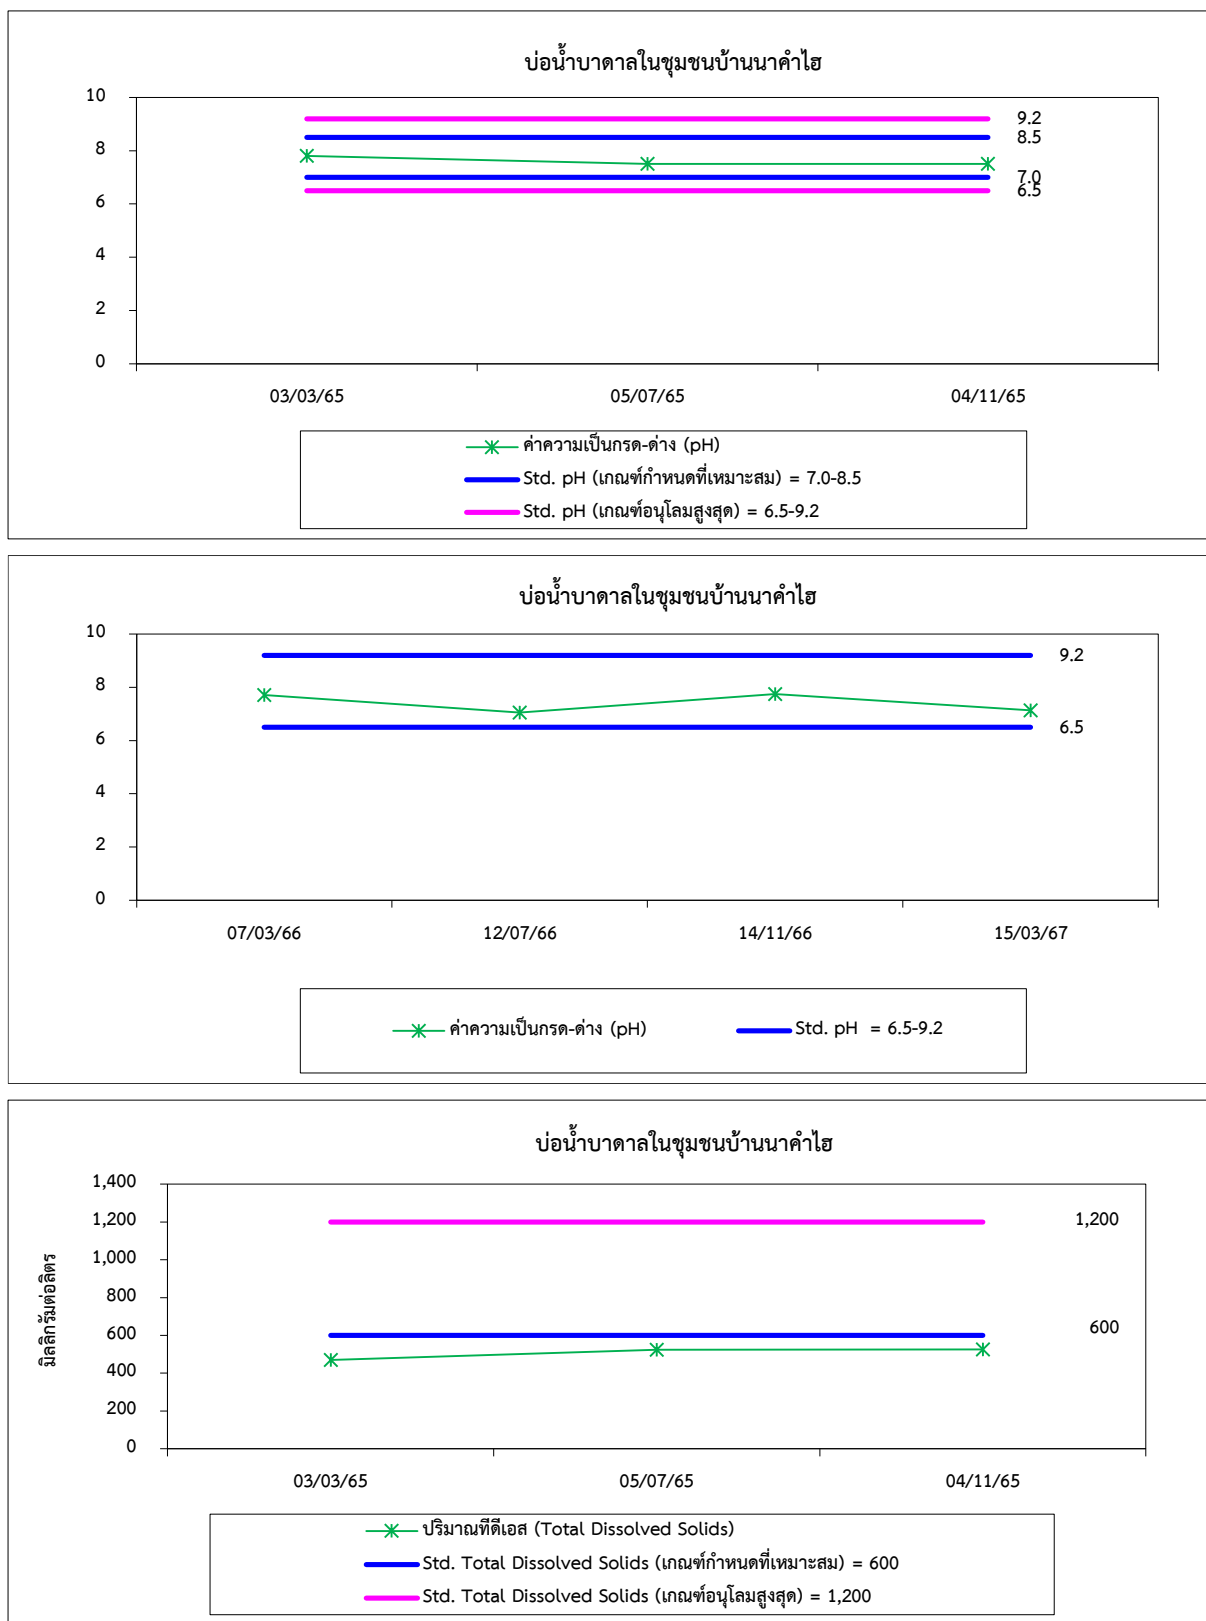 บ่อน้ำบาดาลในชุมชนบ้านนาคำไฮ
10
8
6
4
2
0
9.2
8.5
7.0
6.5
03/03/65 05/07/65 04/11/65
ค่าความเป็นกรด-ด่าง (pH)
Std. pH (เกณฑ์กำหนดที่เหมาะสม) = 7.0-8.5
Std. pH (เกณฑ์อนุโลมสูงสุด) = 6.5-9.2
บ่อน้ำบาดาลในชุมชนบ้านนาคำไฮ
10
8
6
4
2
0
9.2
6.5
07/03/66 12/07/66 14/11/66 15/03/67
ค่าความเป็นกรด-ด่าง (pH) Std. pH = 6.5-9.2
บ่อน้ำบาดาลในชุมชนบ้านนาคำไฮ
มิลลิกรัมต่อลิตร
1,400
1,200
1,000
800
600
400
200
0
1,200
600
03/03/65 05/07/65 04/11/65
ปริมาณทีดีเอส (Total Dissolved Solids)
Std. Total Dissolved Solids (เกณฑ์กำหนดที่เหมาะสม) = 600
Std. Total Dissolved Solids (เกณฑ์อนุโลมสูงสุด) = 1,200